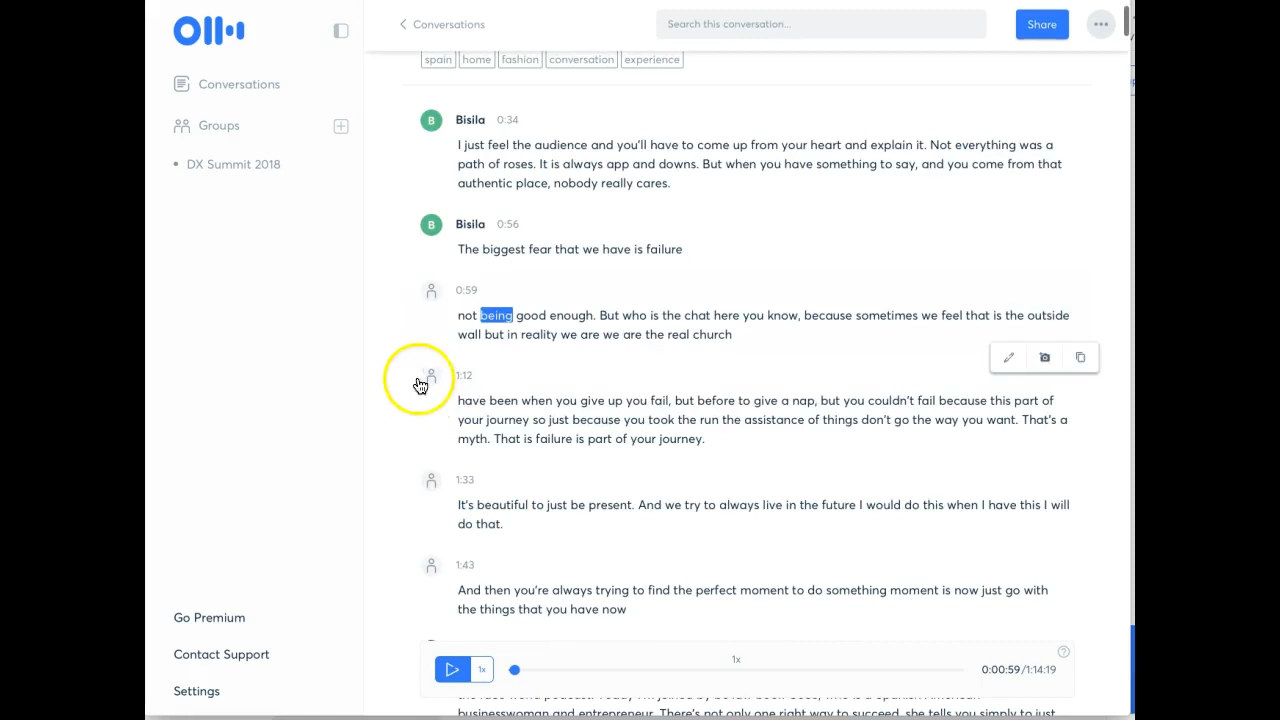 Conversations
Search this conversation...
Share
spain home fashion conversation experience
Conversations
Groups
DX Summit 2018
B Bisila 0:34
I just feel the audience and you'll have to come up from your heart and explain it. Not everything was a
path of roses. It is always app and downs. But when you have something to say, and you come from that
authentic place, nobody really cares.
B Bisila 0:56
The biggest fear that we have is failure
0:59
not being good enough. But who is the chat here you know, because sometimes we feel that is the outside
wall but in reality we are we are the real church
1:12
have been when you give up you fail, but before to give a nap, but you couldn't fail because this part of
your journey so just because you took the run the assistance of things don't go the way you want. That's a
myth. That is failure is part of your journey.
1:33
It's beautiful to just be present. And we try to always live in the future I would do this when I have this I will
do that.
1:43
And then you're always trying to find the perfect moment to do something moment is now just go with
the things that you have now
1x
1x
0:00:59/1:14:19
businesswoman and entrepreneur. There's not only one right way to succeed, she tells you simply to just
Go Premium
Contact Support
Settings